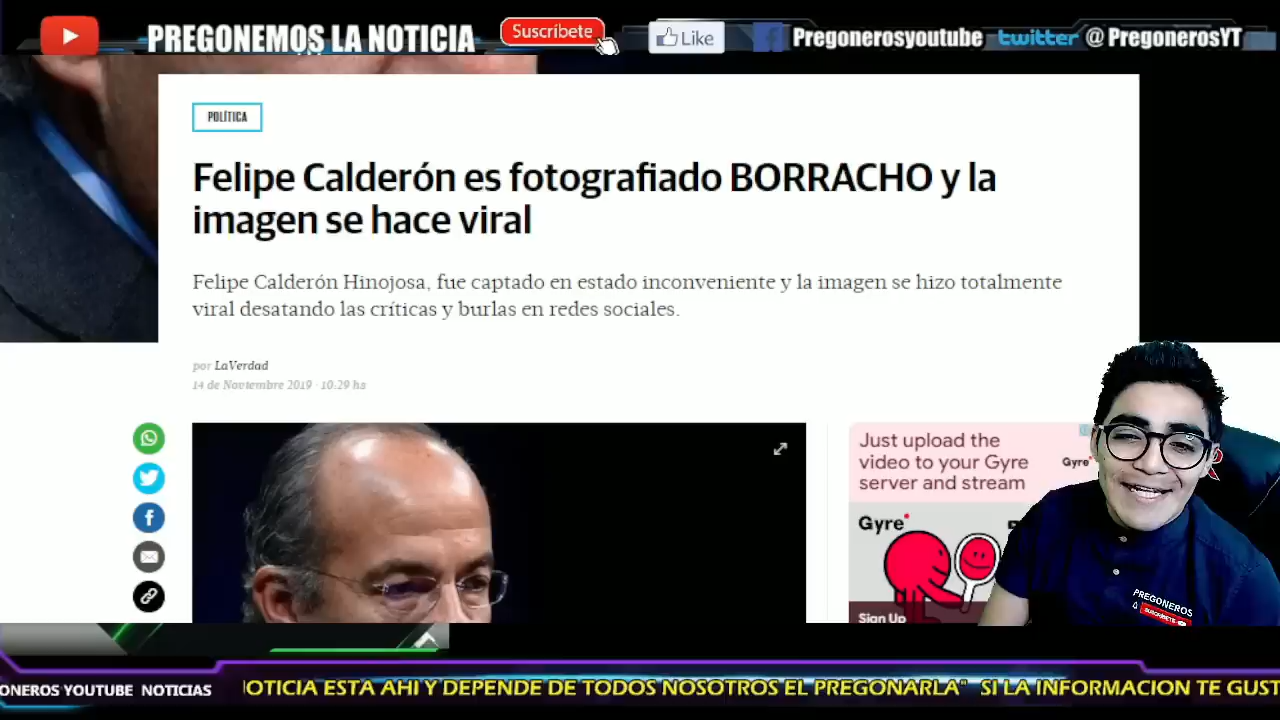 PREGONEMOS LA NOTICIA
Suscríbete
Like
Pregonerosyoutube
twitter @PregonerosYT
POLÍTICA
Felipe Calderón es fotografiado BORRACHO y la
imagen se hace viral
Felipe Calderón Hinojosa, fue captado en estado inconveniente y la imagen se hizo totalmente
viral desatando las críticas y burlas en redes sociales.
por LaVerdad
14 de Noviembre 2019 · 10:29 hs
Just upload the
video to your Gyre
server and stream
Gyre
Gyre
Sign Up
PREGONEROS
SUSCRIBETE
ONEROS YOUTUBE NOTICIAS
OTICIA ESTA AHI Y DEPENDE DE TODOS NOSOTROS EL PREGONARLA" SI LA INFORMACION TE GUST